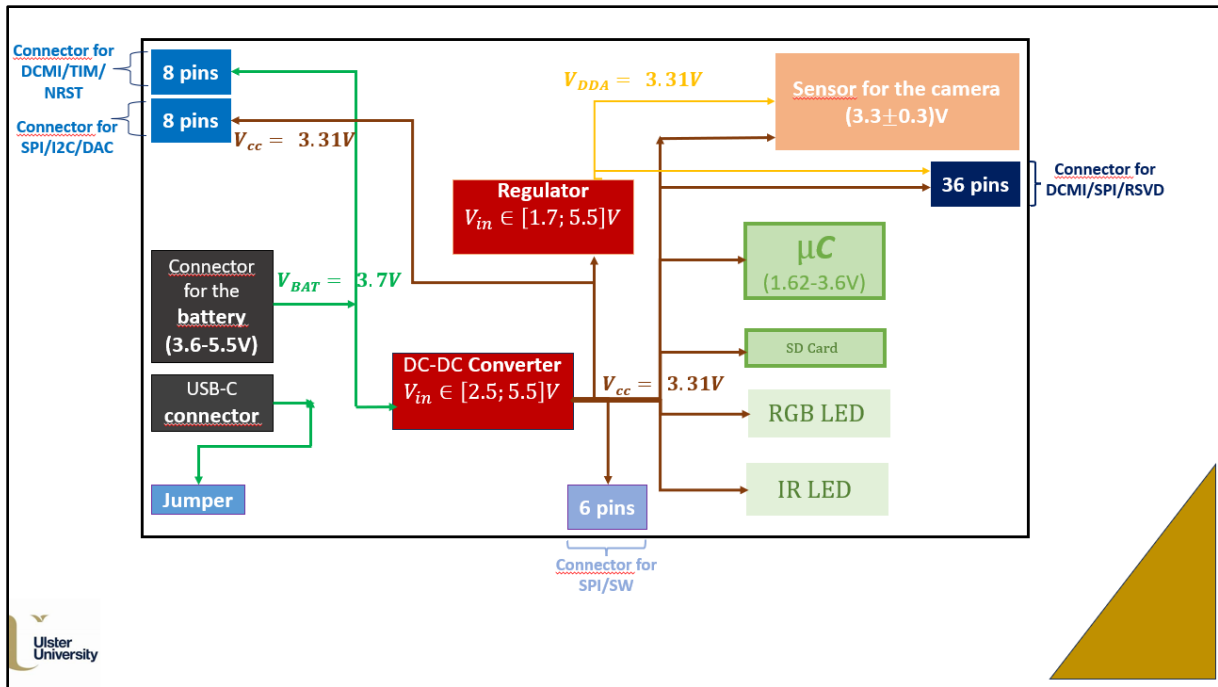 Connector for
DCMI/TIM/
NRST
8 pins
Connector for
SPI/I2C/DAC
8 pins
V_cc = 3.31V
V_DDA = 3.31V
Sensor for the camera
(3.3±0.3)V
36 pins
Connector for
DCMI/SPI/RSVD
Regulator
V_in ∈ [1.7; 5.5]V
μC
(1.62-3.6V)
Connector
for the
battery
(3.6-5.5V)
V_BAT = 3.7V
SD Card
DC-DC Converter
V_in ∈ [2.5; 5.5]V
V_cc = 3.31V
USB-C
connector
RGB LED
IR LED
Jumper
6 pins
Connector for
SPI/SW
Ulster
University